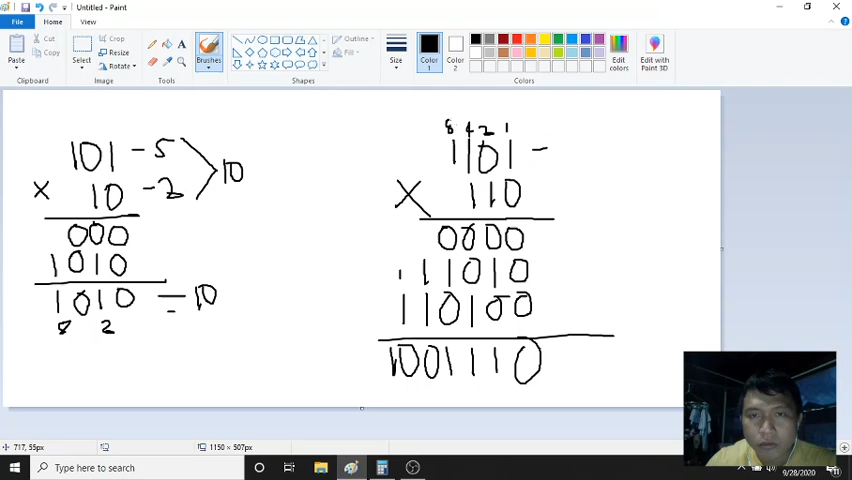 Untitled - Paint
File Home View
Paste
Cut
Copy
Clipboard
Select
Crop
Resize
Rotate
Image
Tools
Brushes
Shapes
Outline
Fill
Size
Color 1
Color 2
Edit colors
Edit with Paint 3D
Colors
101 - 5
x 10 - 2
10
000
1010
1010 = 10
8 2
8 4 2 1
1101 -
X 110
0000
1 11010
110100
1001110
717, 55px
1150 × 507px
Type here to search
9/28/2020